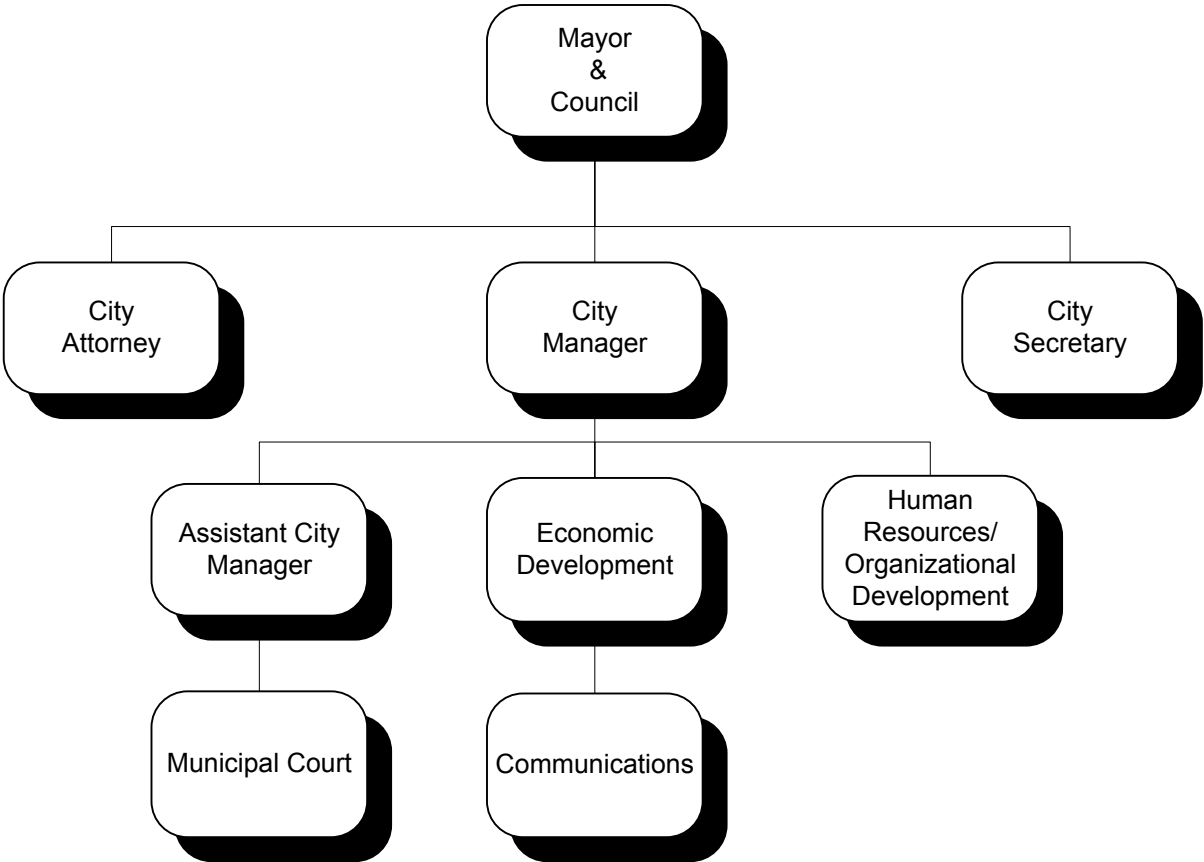 Mayor
&
Council
City
Attorney
City
Manager
City
Secretary
Assistant City
Manager
Economic
Development
Human
Resources/
Organizational
Development
Municipal Court
Communications